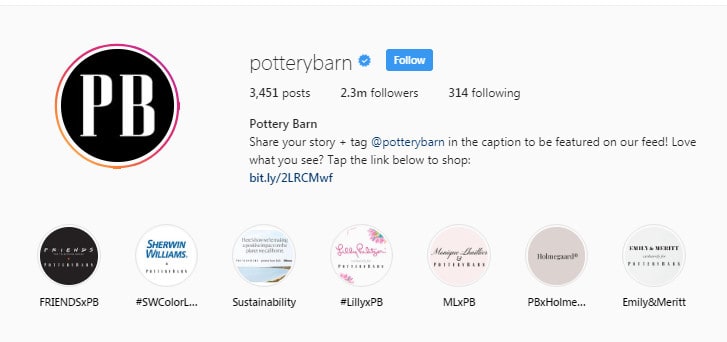 PB
potterybarn Follow
3,451 posts 2.3m followers 314 following
Pottery Barn
Share your story + tag @potterybarn in the caption to be featured on our feed! Love
what you see? Tap the link below to shop:
bit.ly/2LRCMwf
FRIENDS
POTTERY BARN
SHERWIN
WILLIAMS.
+
POTTERY BARN
Lilly Pulitzer
POTTERY BARN
Monique Lhuillier
&
POTTERY BARN
Holmegaard®
EMILY & MERITT
exclusively for
POTTERY BARN
FRIENDSxPB #SWColorL... Sustainability #LillyxPB MLxPB PBxHolme... Emily&Meritt